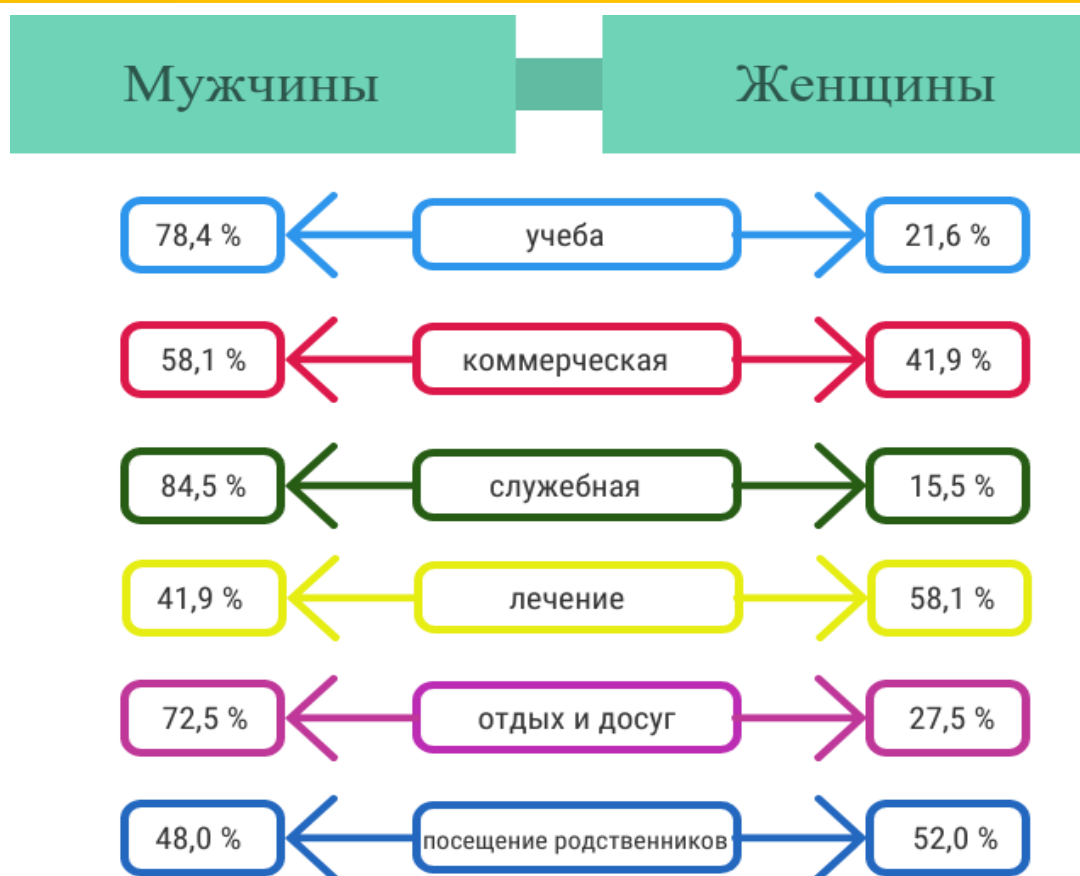 Мужчины Женщины
78,4 % учеба 21,6 %
58,1 % коммерческая 41,9 %
84,5 % служебная 15,5 %
41,9 % лечение 58,1 %
72,5 % отдых и досуг 27,5 %
48,0 % посещение родственников 52,0 %